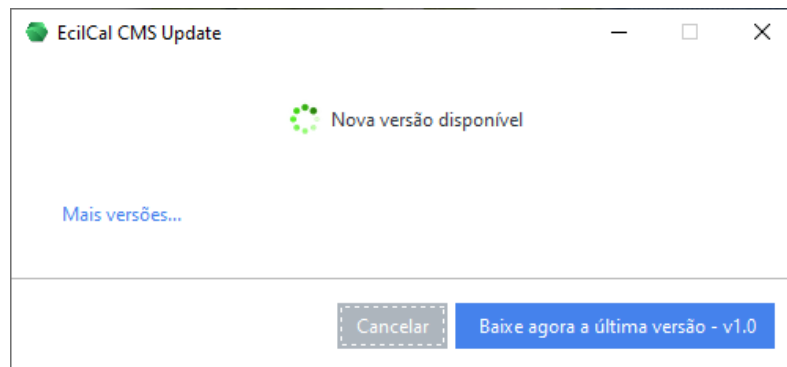 EcilCal CMS Update
Nova versão disponível
Mais versões...
Cancelar
Baixe agora a última versão - v1.0